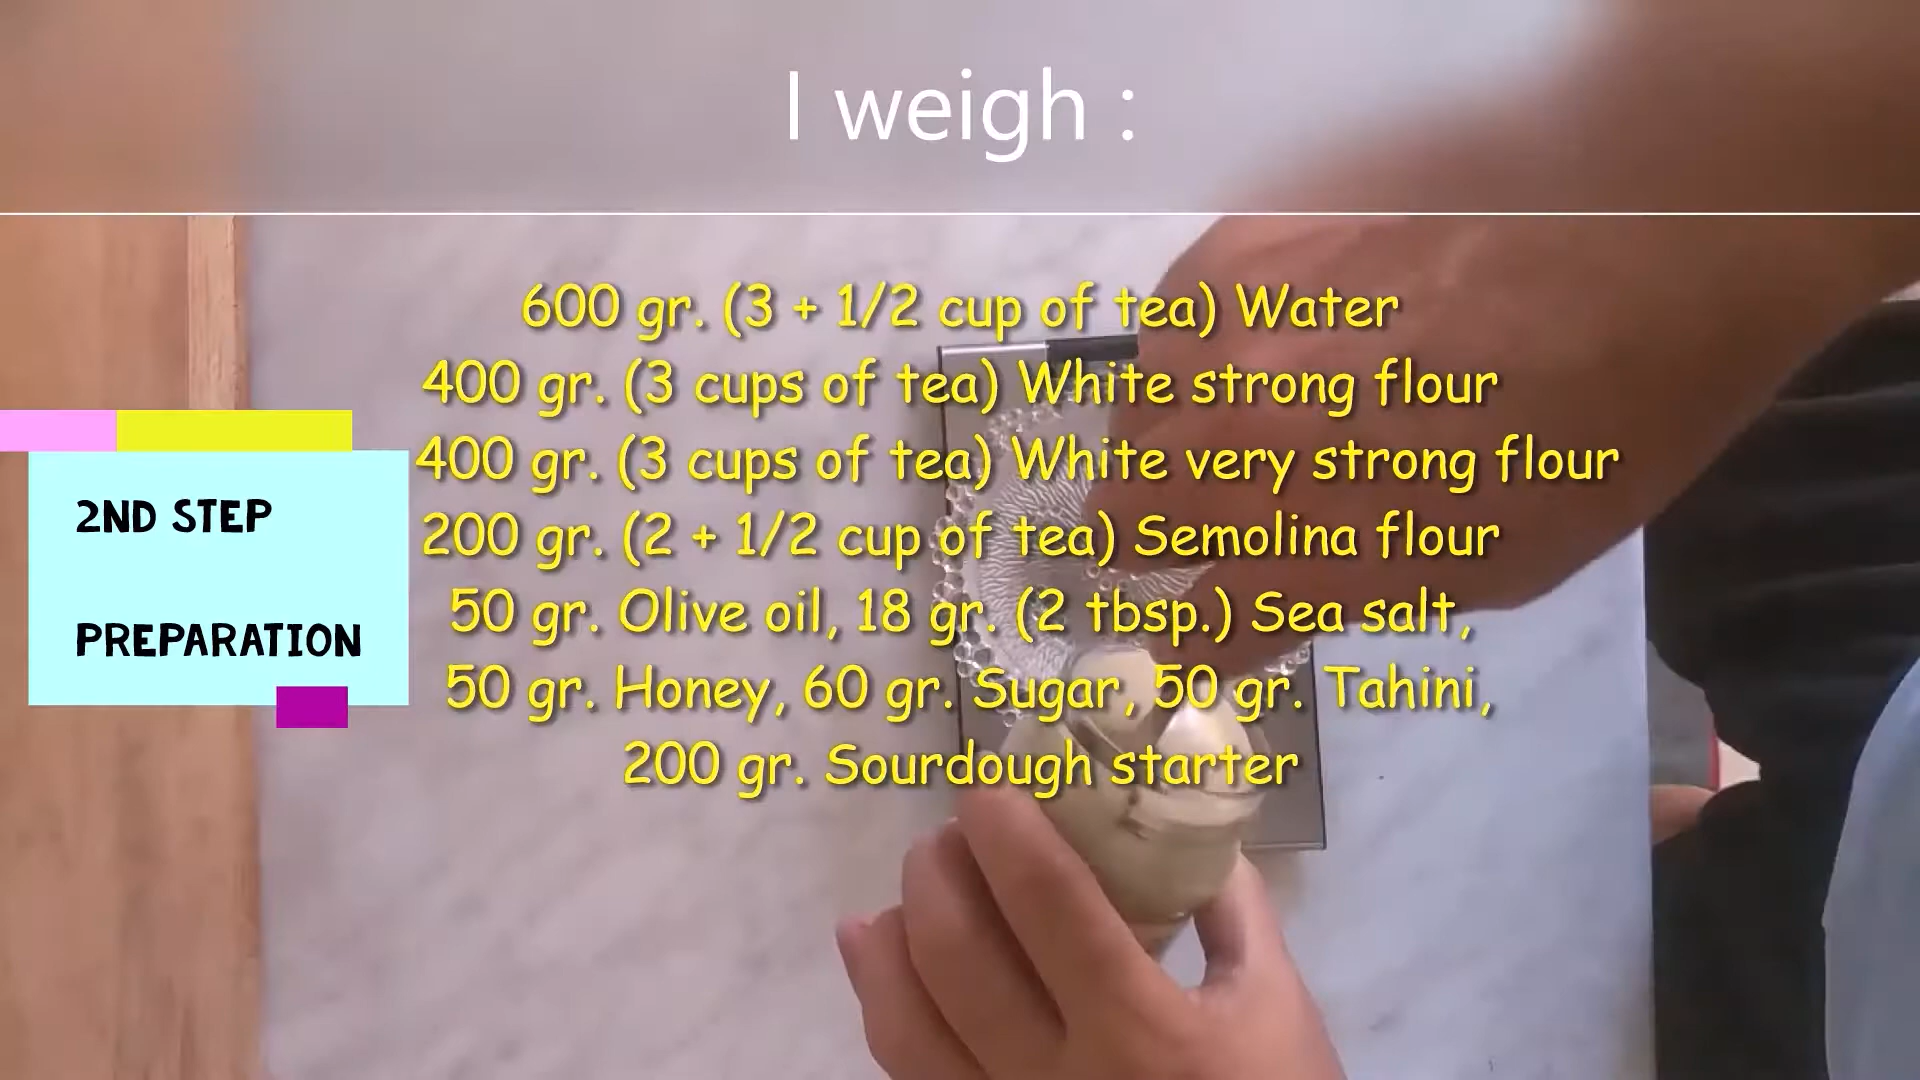 I weigh :
600 gr. (3 + 1/2 cup of tea) Water
400 gr. (3 cups of tea) White strong flour
400 gr. (3 cups of tea) White very strong flour
200 gr. (2 + 1/2 cup of tea) Semolina flour
50 gr. Olive oil, 18 gr. (2 tbsp.) Sea salt,
50 gr. Honey, 60 gr. Sugar, 50 gr. Tahini,
200 gr. Sourdough starter
2ND STEP
PREPARATION